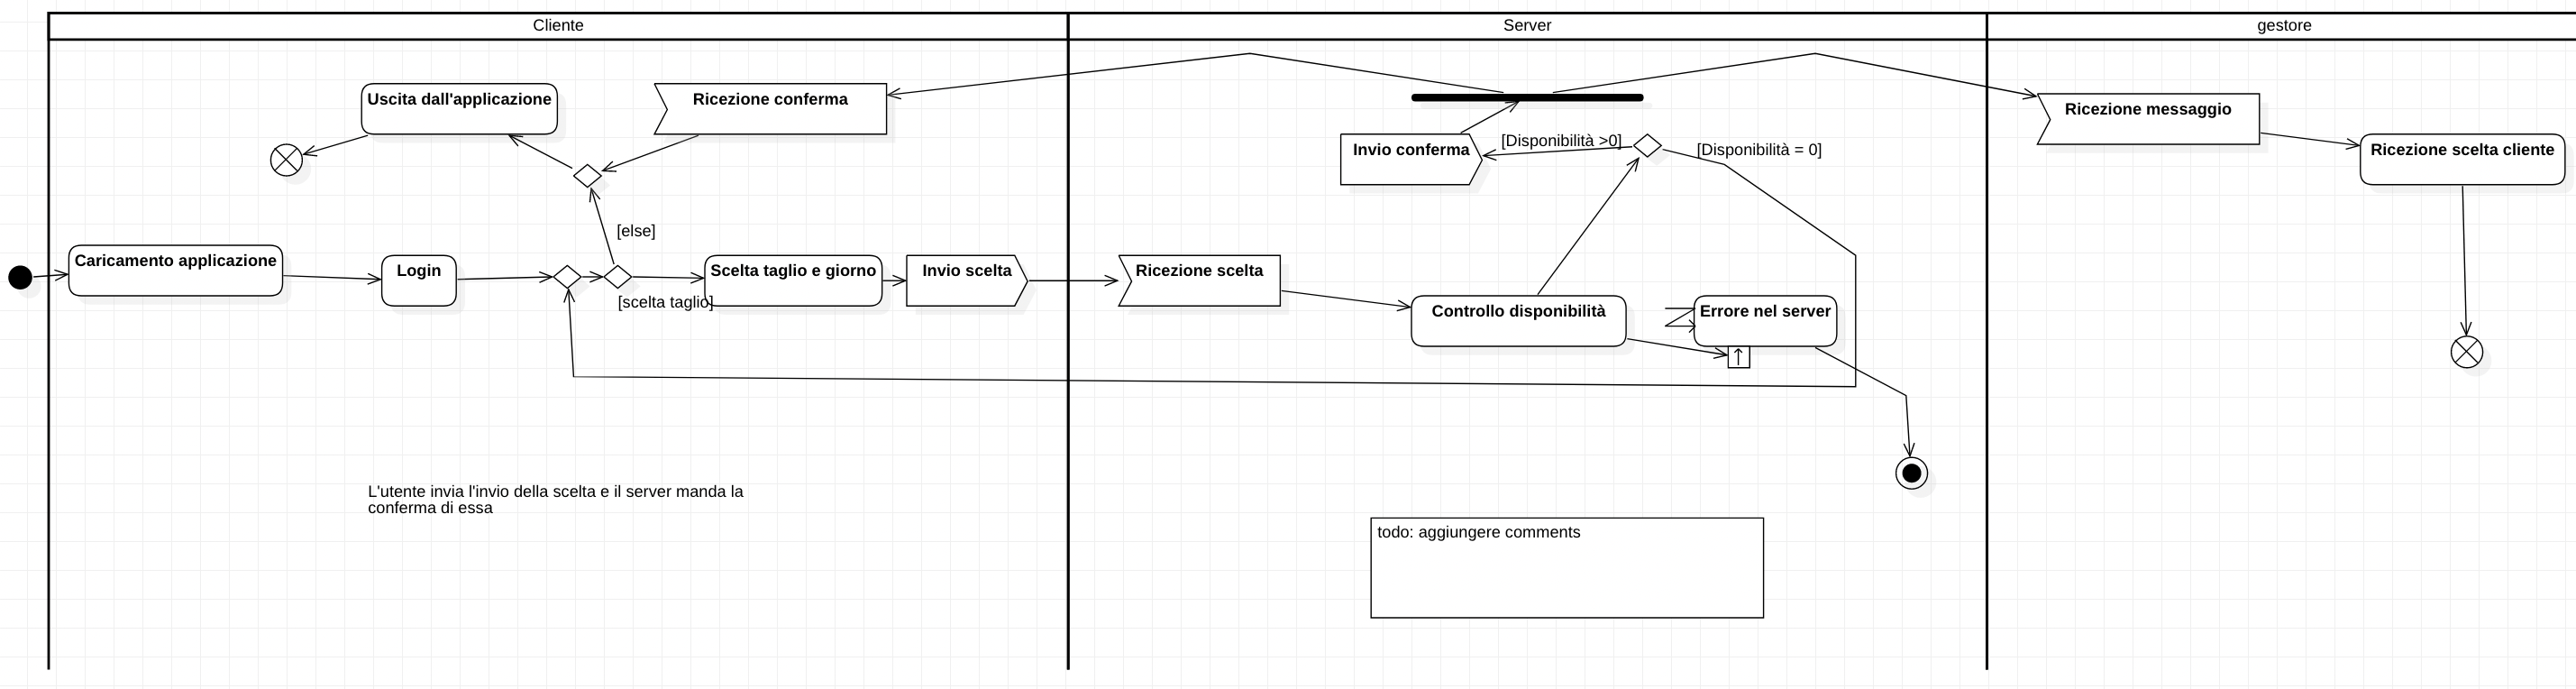 Cliente
Server
gestore
Uscita dall'applicazione
Ricezione conferma
Ricezione messaggio
Invio conferma
[Disponibilità >0]
[Disponibilità = 0]
Ricezione scelta cliente
[else]
Caricamento applicazione
Login
Scelta taglio e giorno
Invio scelta
Ricezione scelta
[scelta taglio]
Controllo disponibilità
Errore nel server
L'utente invia l'invio della scelta e il server manda la
conferma di essa
todo: aggiungere comments